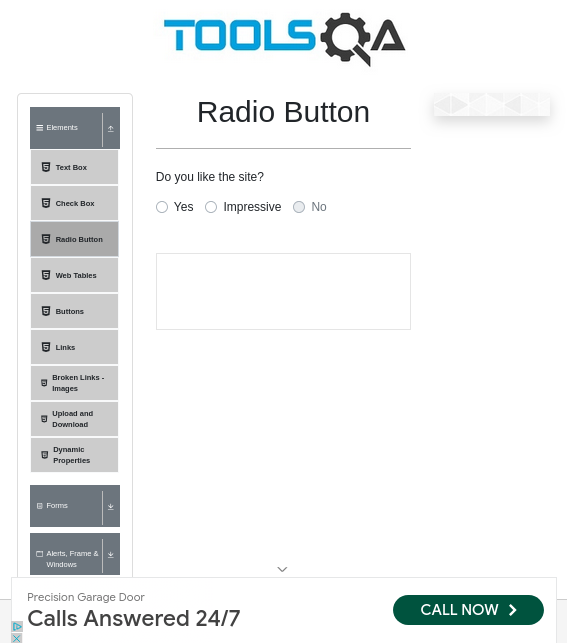 TOOLSQA
Elements
Text Box
Check Box
Radio Button
Web Tables
Buttons
Links
Broken Links -
Images
Upload and
Download
Dynamic
Properties
Forms
Alerts, Frame &
Windows
Radio Button
Do you like the site?
Yes Impressive No
Precision Garage Door
Calls Answered 24/7
CALL NOW